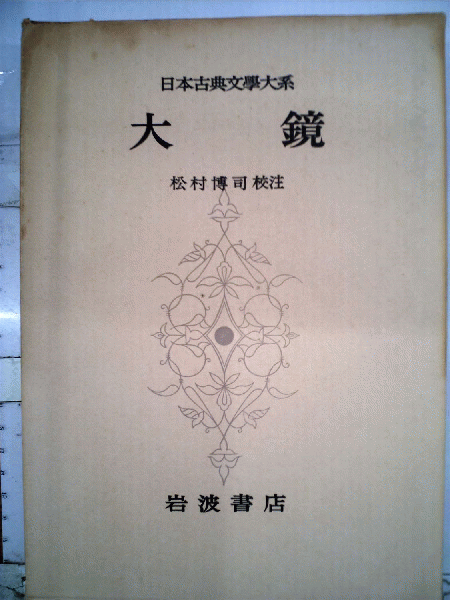 日本古典文學大系
大 鏡
松村博司校注
岩波書店